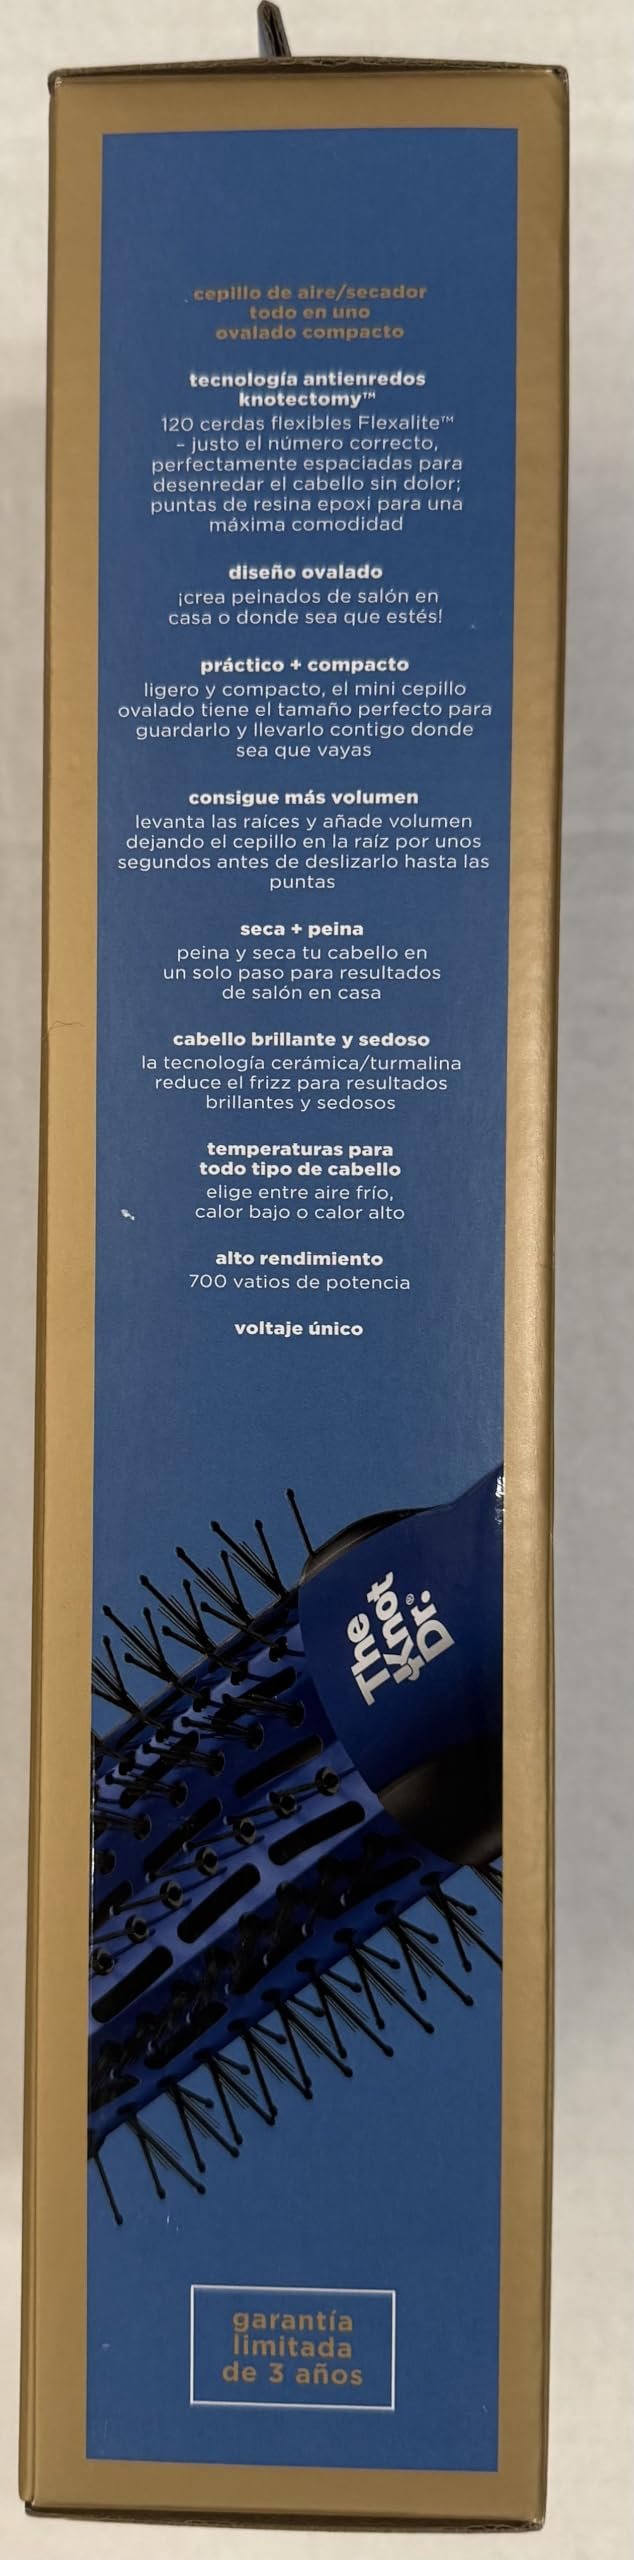 cepillo de aire/secador
todo en uno
ovalado compacto
tecnología antienredos
knotectomy™
120 cerdas flexibles Flexalite™
– justo el número correcto,
perfectamente espaciadas para
desenredar el cabello sin dolor;
puntas de resina epoxi para una
máxima comodidad
diseño ovalado
¡crea peinados de salón en
casa o donde sea que estés!
práctico + compacto
ligero y compacto, el mini cepillo
ovalado tiene el tamaño perfecto para
guardarlo y llevarlo contigo donde
sea que vayas
consigue más volumen
levanta las raíces y añade volumen
dejando el cepillo en la raíz por unos
segundos antes de deslizarlo hasta las
puntas
seca + peina
peina y seca tu cabello en
un solo paso para resultados
de salón en casa
cabello brillante y sedoso
la tecnología cerámica/turmalina
reduce el frizz para resultados
brillantes y sedosos
temperaturas para
todo tipo de cabello
elige entre aire frío,
calor bajo o calor alto
alto rendimiento
700 vatios de potencia
voltaje único
The
Knot
Dr.®
garantía
limitada
de 3 años